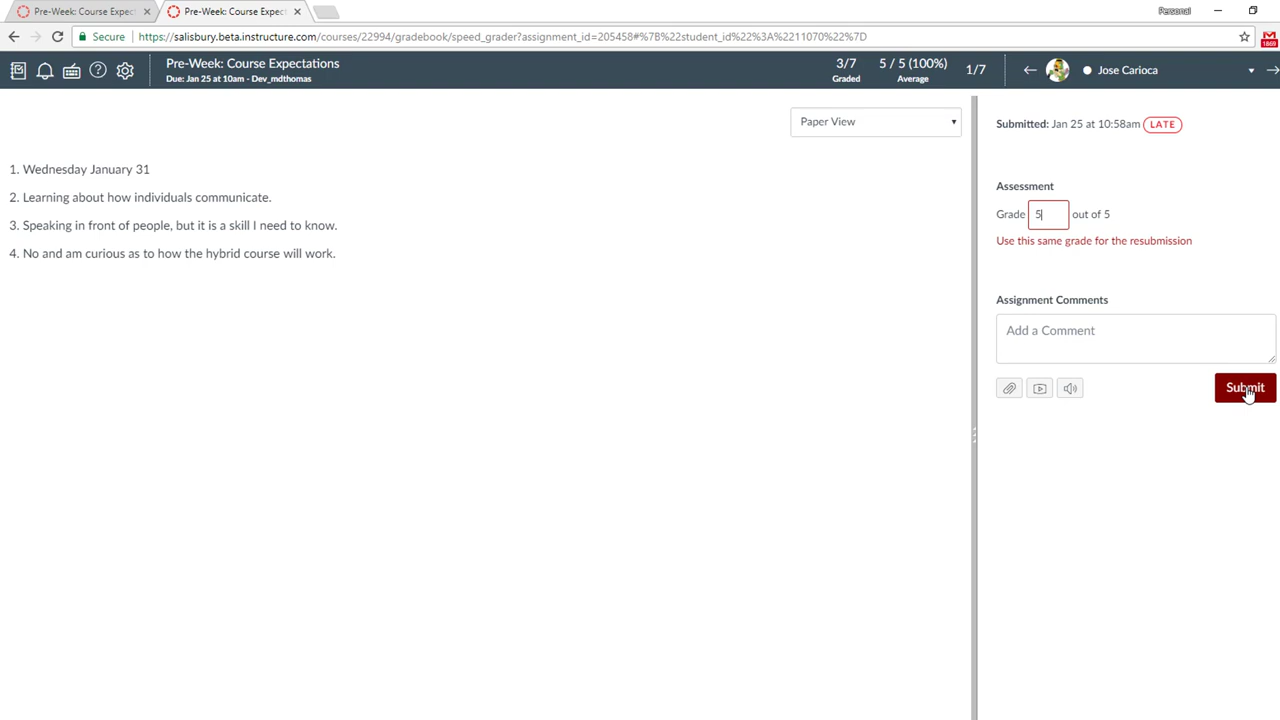 Pre-Week: Course Expect
Pre-Week: Course Expect
Personal
Secure
https://salisbury.beta.instructure.com/courses/22994/gradebook/speed_grader?assignment_id=205458#%7B%22student_id%22%3A%2211070%22%7D
1869
Pre-Week: Course Expectations
Due: Jan 25 at 10am - Dev_mdthomas
3/7
Graded
5 / 5 (100%)
Average
1/7
Jose Carioca
Paper View
Submitted: Jan 25 at 10:58am LATE
1. Wednesday January 31
2. Learning about how individuals communicate.
3. Speaking in front of people, but it is a skill I need to know.
4. No and am curious as to how the hybrid course will work.
Assessment
Grade 5 out of 5
Use this same grade for the resubmission
Assignment Comments
Add a Comment
Submit